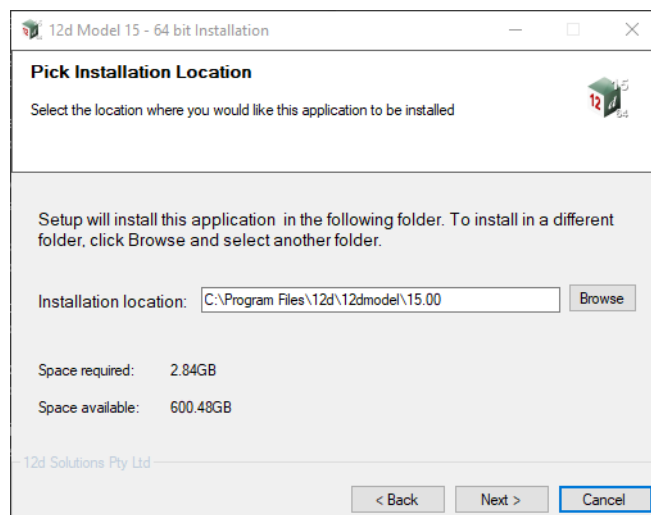 12d Model 15 - 64 bit Installation
Pick Installation Location
Select the location where you would like this application to be installed
15
12 d
64
Setup will install this application in the following folder. To install in a different
folder, click Browse and select another folder.
Installation location: C:\Program Files\12d\12dmodel\15.00 Browse
Space required: 2.84GB
Space available: 600.48GB
12d Solutions Pty Ltd
< Back Next > Cancel